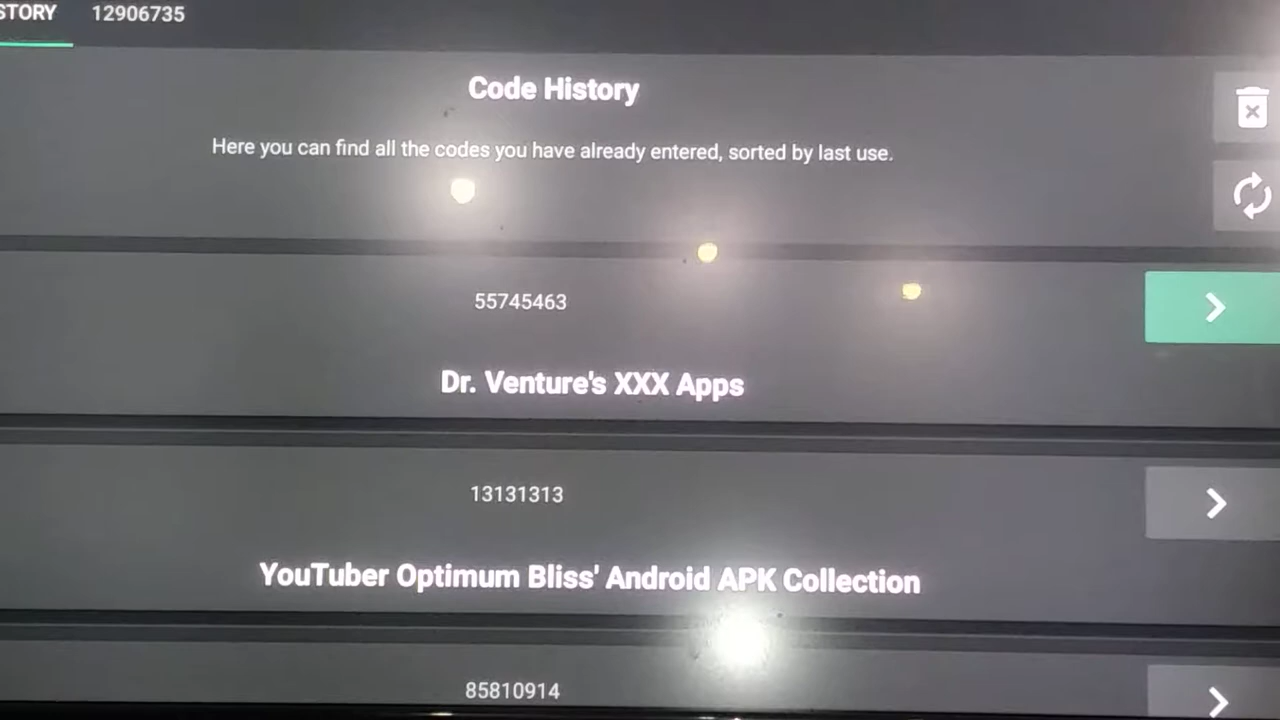 STORY 12906735
Code History
Here you can find all the codes you have already entered, sorted by last use.
55745463
Dr. Venture's XXX Apps
13131313
YouTuber Optimum Bliss' Android APK Collection
85810914